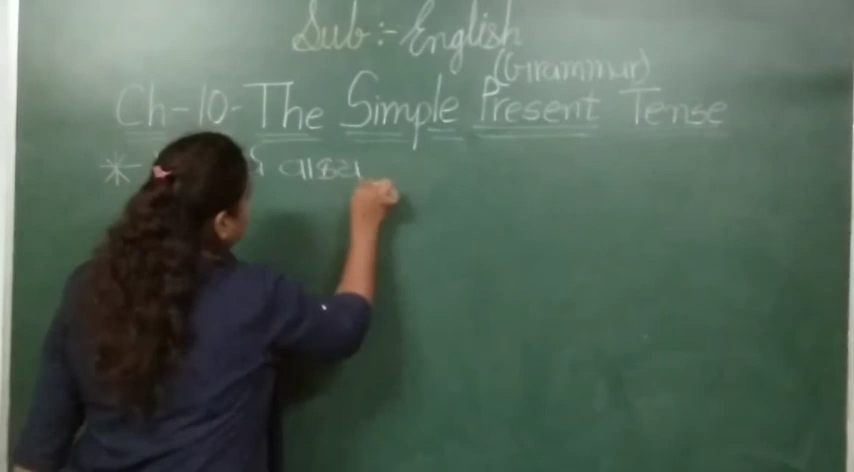 Sub:- English
(Grammar)
Ch-10- The Simple Present Tense
*